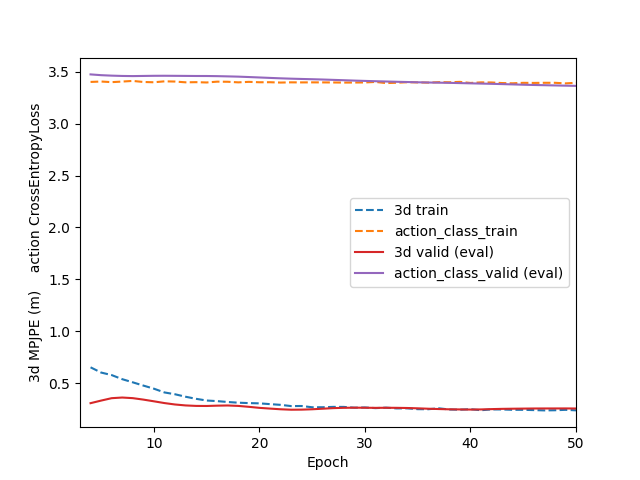 3d MPJPE (m)    action CrossEntropyLoss
3.5
3.0
2.5
2.0
1.5
1.0
0.5
3d train
action_class_train
3d valid (eval)
action_class_valid (eval)
10
20
30
40
50
Epoch